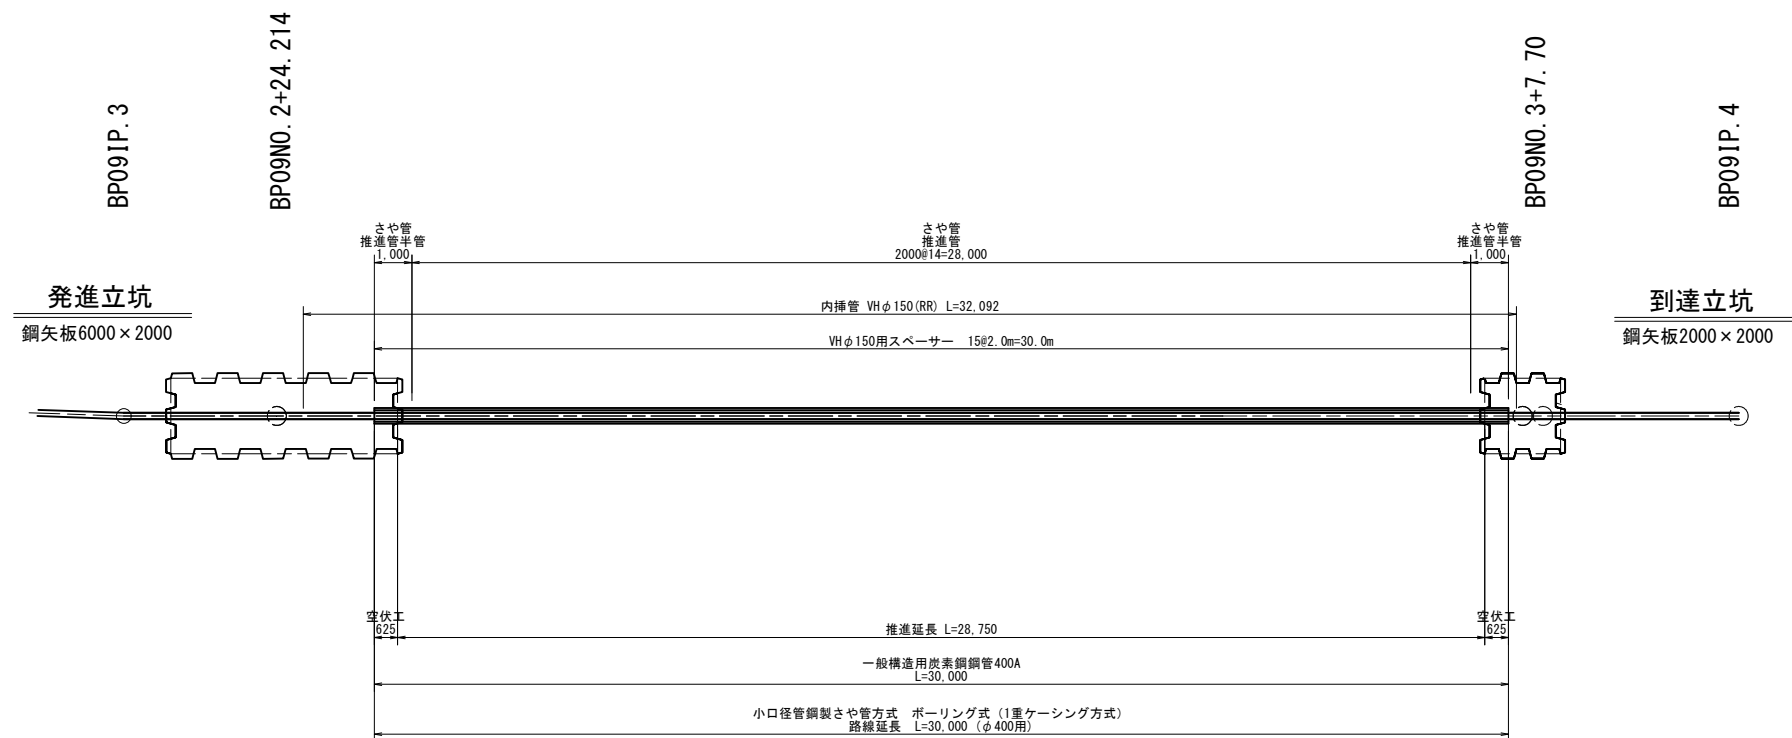 BP09IP.3
BP09NO.2+24.214
BP09NO.3+7.70
BP09IP.4
さや管
推進管半管
1,000
さや管
推進管
2000@14=28,000
さや管
推進管半管
1,000
発進立坑
鋼矢板6000×2000
内挿管 VHφ150(RR) L=32,092
到達立坑
鋼矢板2000×2000
VHφ150用スペーサー 15@2.0m=30.0m
空伏工
625
推進延長 L=28,750
空伏工
625
一般構造用炭素鋼鋼管400A
L=30,000
小口径管鋼製さや管方式 ボーリング式（1重ケーシング方式）
路線延長 L=30,000（φ400用）